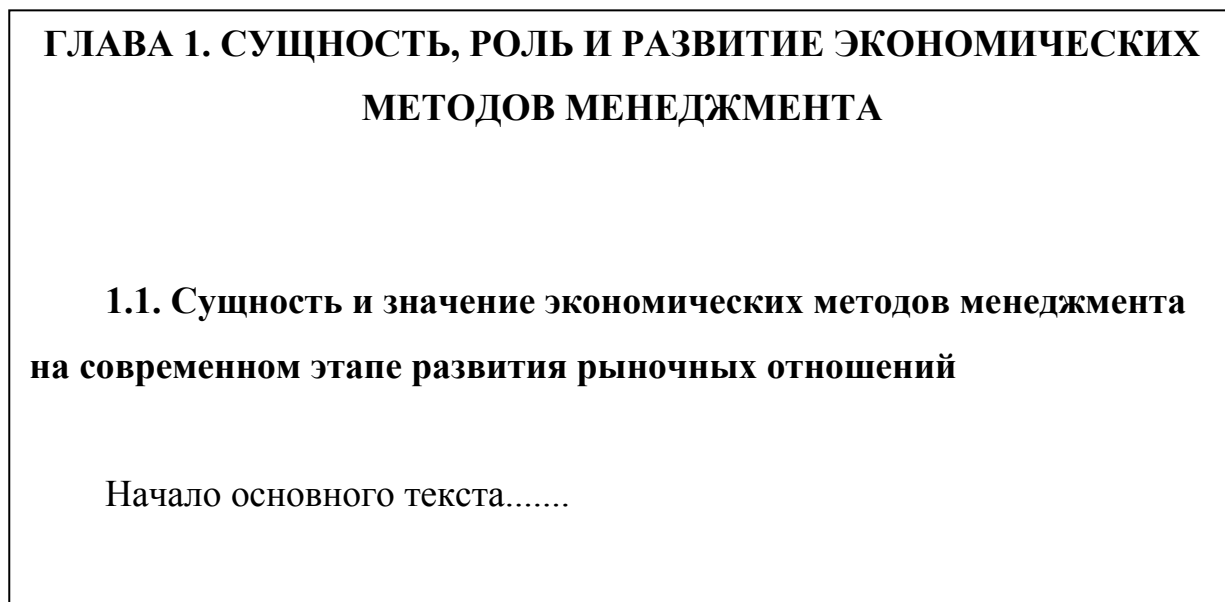 ГЛАВА 1. СУЩНОСТЬ, РОЛЬ И РАЗВИТИЕ ЭКОНОМИЧЕСКИХ
МЕТОДОВ МЕНЕДЖМЕНТА
1.1. Сущность и значение экономических методов менеджмента
на современном этапе развития рыночных отношений
Начало основного текста.......